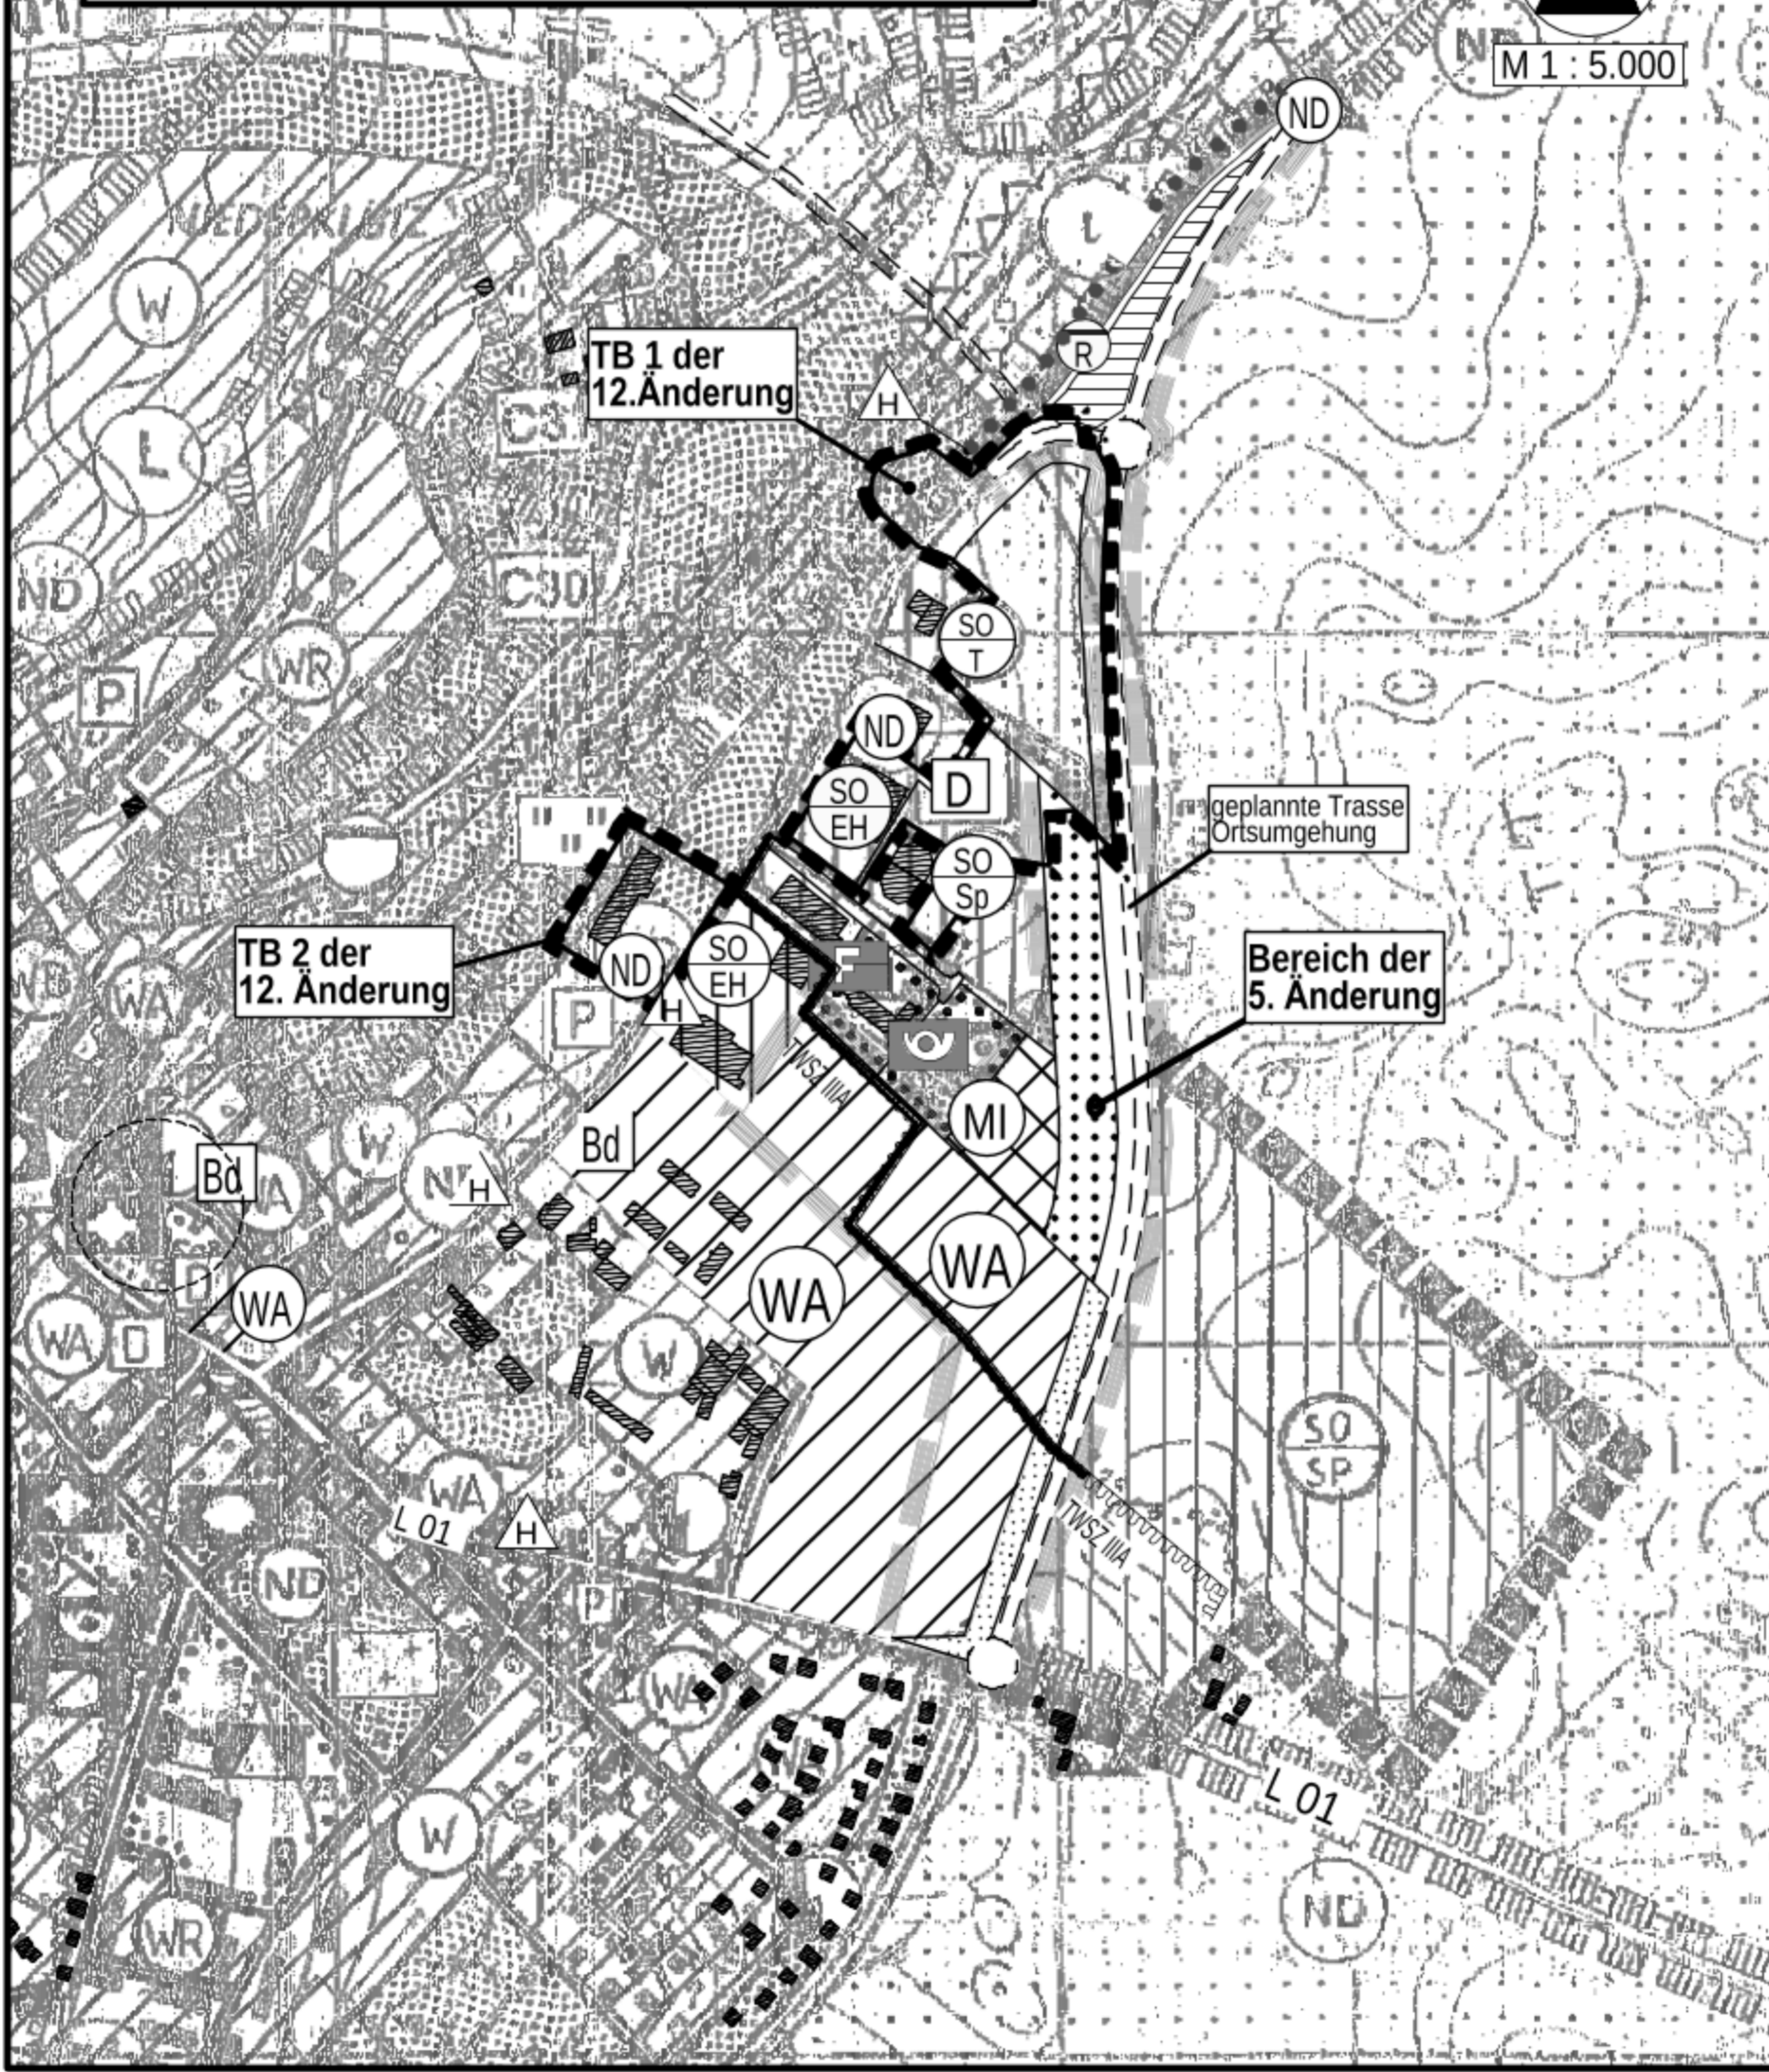 M 1 : 5.000
ND
ND
L
W
R
TB 1 der
12.Änderung
H
C3
L
ND
WR
SO
T
P
ND
D
SO
EH
geplannte Trasse
Ortsumgehung
SO
Sp
TB 2 der
12. Änderung
SO
EH
Bereich der
5. Änderung
F
ND
WA
P
H
TWSZ IIIA
MI
Bd
W
Bd
H
WA
WA
WA
WA
D
W
SO
SP
WA
L 01
H
TWSZ IIIA
ND
P
WA
L 01
W
ND
WR